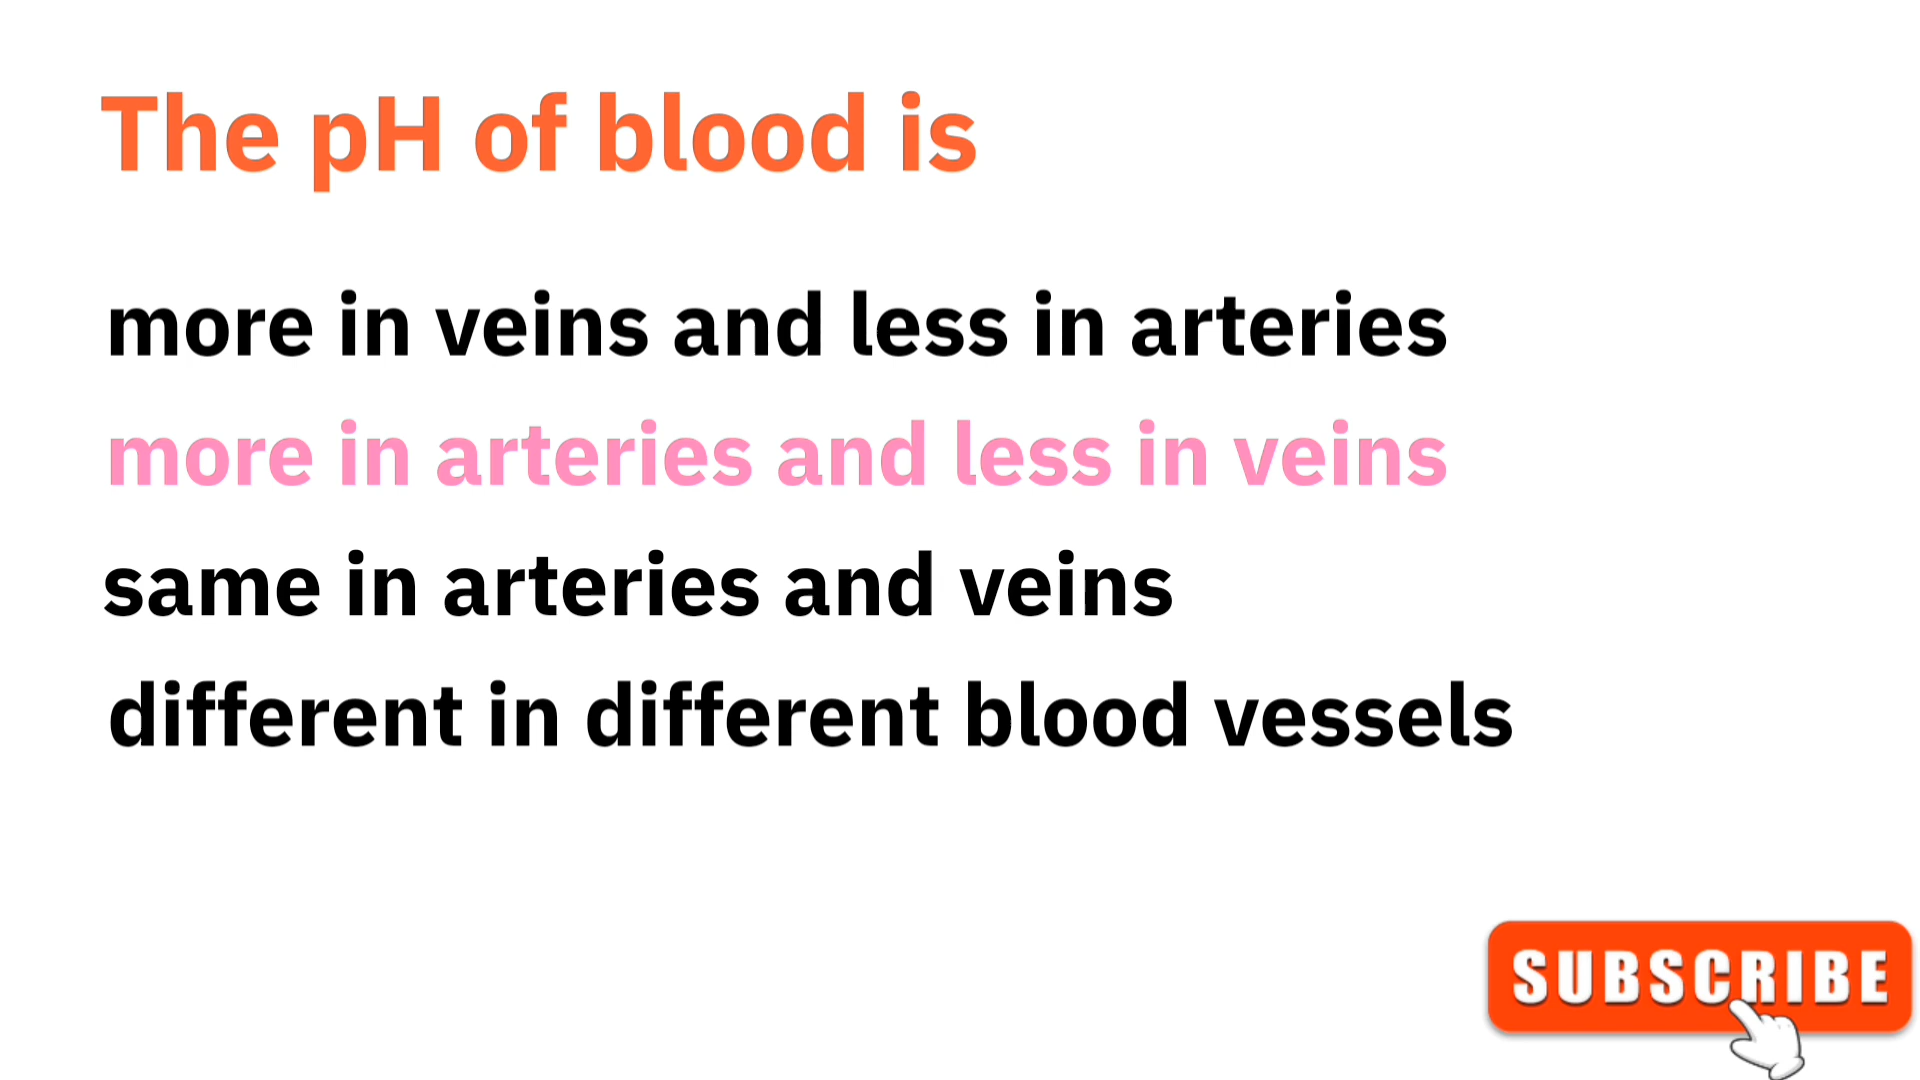 The pH of blood is
more in veins and less in arteries
more in arteries and less in veins
same in arteries and veins
different in different blood vessels
SUBSCRIBE